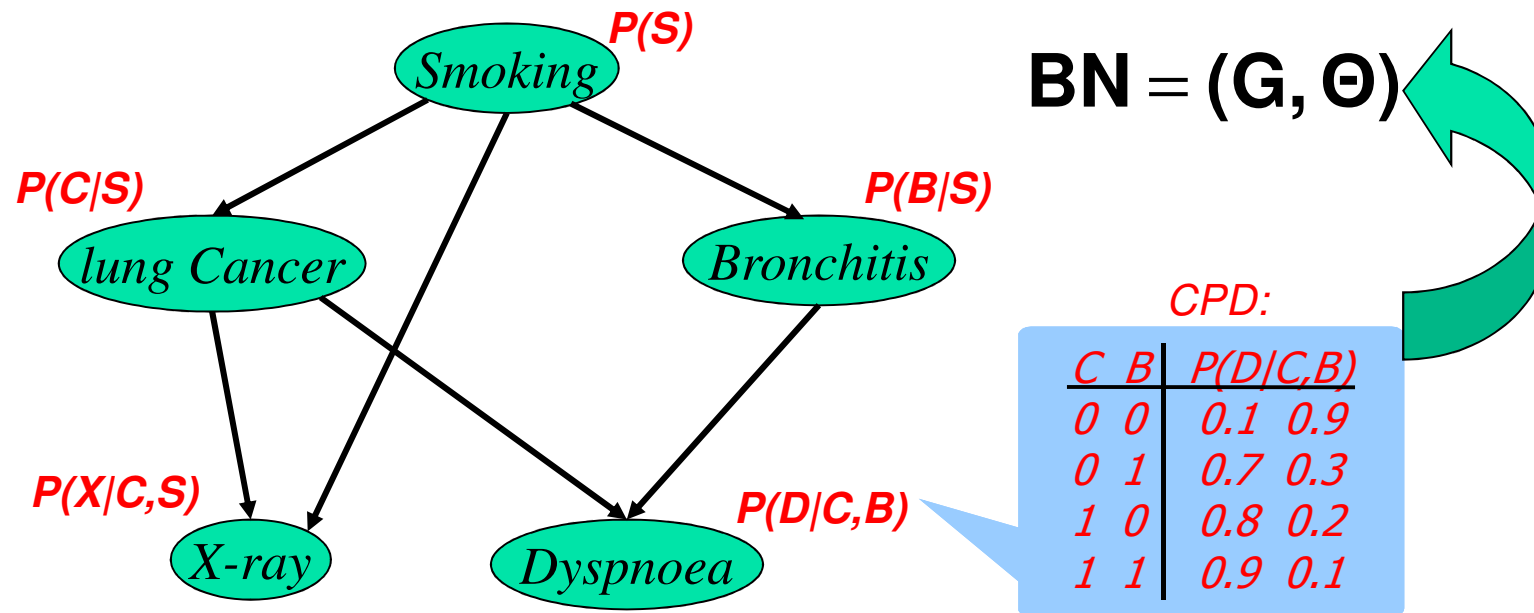 P(S)
Smoking
BN = (G, Θ)
P(C|S)
P(B|S)
lung Cancer
Bronchitis
CPD:
C B P(D|C,B)
0 0 0.1 0.9
0 1 0.7 0.3
1 0 0.8 0.2
1 1 0.9 0.1
P(X|C,S)
P(D|C,B)
X-ray
Dyspnoea